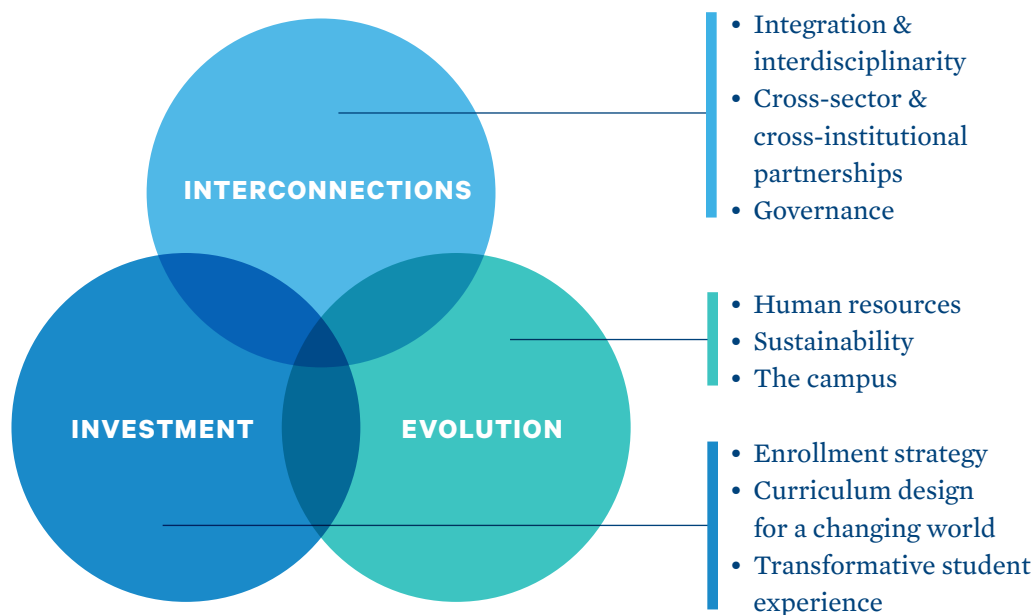 INTERCONNECTIONS
• Integration &
interdisciplinarity
• Cross-sector &
cross-institutional
partnerships
• Governance
EVOLUTION
• Human resources
• Sustainability
• The campus
INVESTMENT
• Enrollment strategy
• Curriculum design
for a changing world
• Transformative student
experience